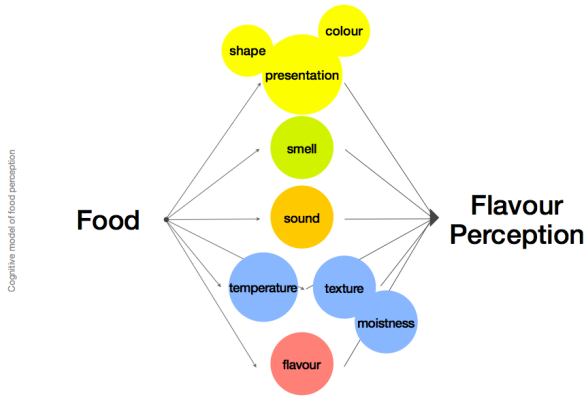 colour
shape
presentation
smell
Food
sound
Flavour
Perception
temperature
texture
moistness
flavour
Cognitive model of food perception